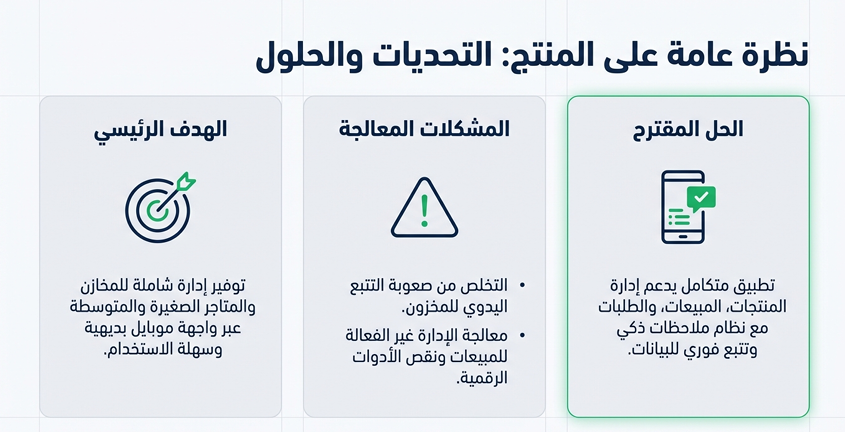 نظرة عامة على المنتج: التحديات والحلول
الحل المقترح
تطبيق متكامل يدعم إدارة
المنتجات، المبيعات، والطلبات
مع نظام ملاحظات ذكي
وتتبع فوري للبيانات.
المشكلات المعالجة
• التخلص من صعوبة التتبع
اليدوي للمخزون.
• معالجة الإدارة غير الفعالة
للمبيعات ونقص الأدوات
الرقمية.
الهدف الرئيسي
توفير إدارة شاملة للمخازن
والمتاجر الصغيرة والمتوسطة
عبر واجهة موبايل بديهية
وسهلة الاستخدام.